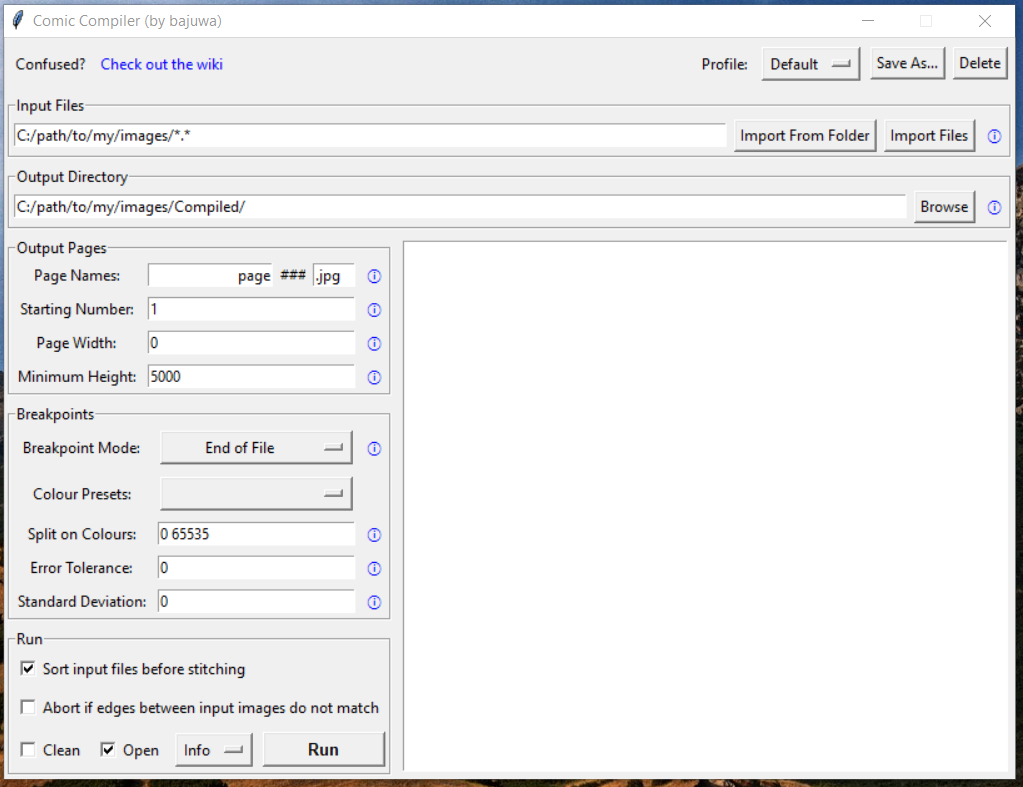 Comic Compiler (by bajuwa)
Confused? Check out the wiki Profile: Default Save As... Delete
Input Files
C:/path/to/my/images/*.* Import From Folder Import Files
Output Directory
C:/path/to/my/images/Compiled/ Browse
Output Pages
Page Names: page ### .jpg
Starting Number: 1
Page Width: 0
Minimum Height: 5000
Breakpoints
Breakpoint Mode: End of File
Colour Presets:
Split on Colours: 0 65535
Error Tolerance: 0
Standard Deviation: 0
Run
Sort input files before stitching
Abort if edges between input images do not match
Clean Open Info Run